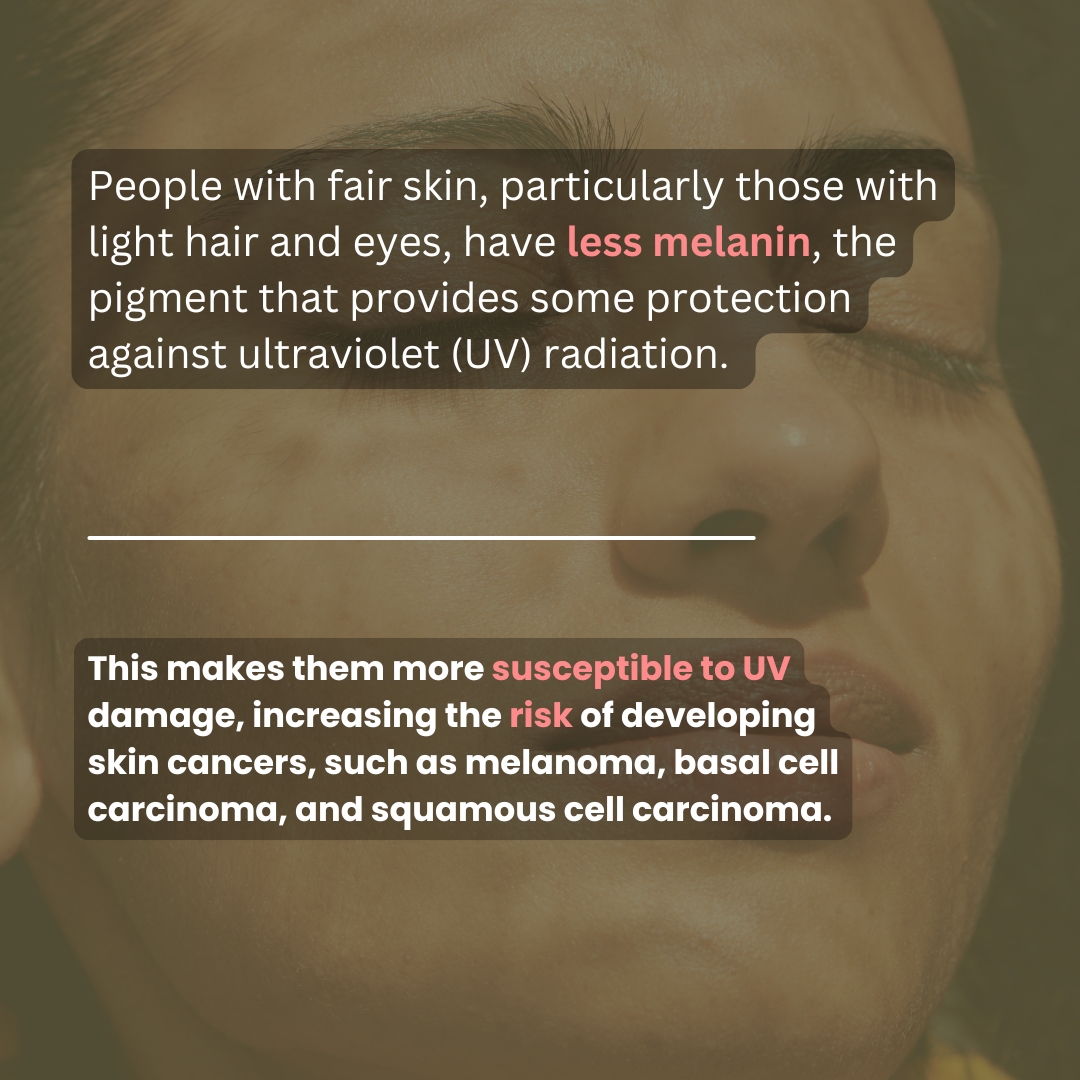 People with fair skin, particularly those with
light hair and eyes, have less melanin, the
pigment that provides some protection
against ultraviolet (UV) radiation.
This makes them more susceptible to UV
damage, increasing the risk of developing
skin cancers, such as melanoma, basal cell
carcinoma, and squamous cell carcinoma.